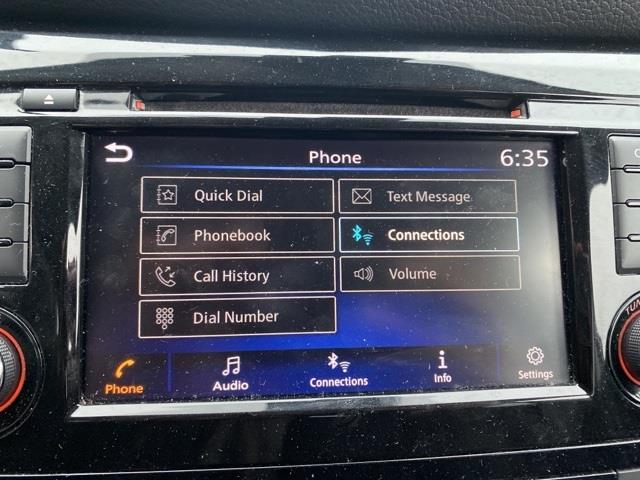 Phone 6:35
Quick Dial
Text Message
Phonebook
Connections
Call History
Volume
Dial Number
Phone
Audio
Connections
Info
Settings
TUN